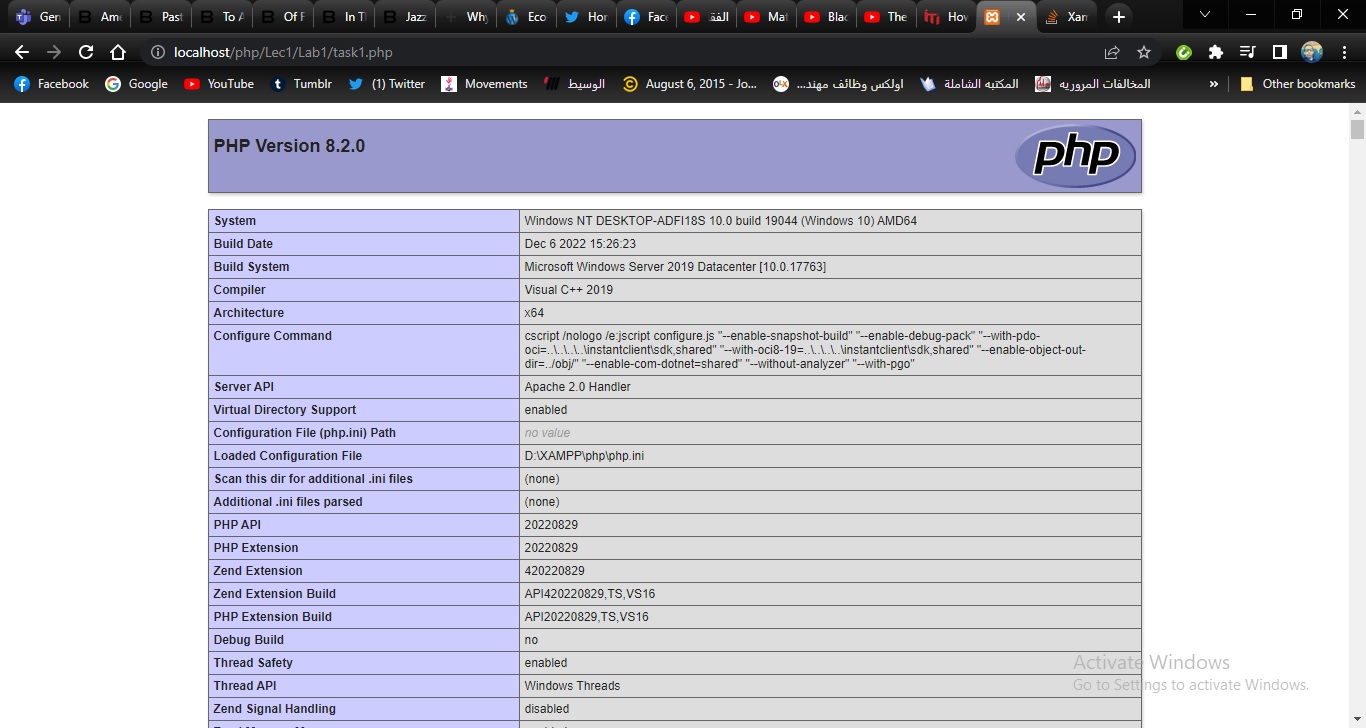 Gen
Ame
Past
To A
Of F
In Ti
Jazz
Why
Eco
Hor
Face
الفقـ
Mat
Blac
The
How
Xam
localhost/php/Lec1/Lab1/task1.php
Facebook
Google
YouTube
Tumblr
(1) Twitter
Movements
الوسيط
August 6, 2015 - Jo...
اولكس وظائف مهند...
المكتبه الشاملة
المخالفات المروريه
»
Other bookmarks
PHP Version 8.2.0
php
System Windows NT DESKTOP-ADFI18S 10.0 build 19044 (Windows 10) AMD64
Build Date Dec 6 2022 15:26:23
Build System Microsoft Windows Server 2019 Datacenter [10.0.17763]
Compiler Visual C++ 2019
Architecture x64
Configure Command cscript /nologo /e:jscript configure.js "--enable-snapshot-build" "--enable-debug-pack" "--with-pdo-
oci=..\..\..\..\instantclient\sdk,shared" "--with-oci8-19=..\..\..\..\instantclient\sdk,shared" "--enable-object-out-
dir=../obj/" "--enable-com-dotnet=shared" "--without-analyzer" "--with-pgo"
Server API Apache 2.0 Handler
Virtual Directory Support enabled
Configuration File (php.ini) Path no value
Loaded Configuration File D:\XAMPP\php\php.ini
Scan this dir for additional .ini files (none)
Additional .ini files parsed (none)
PHP API 20220829
PHP Extension 20220829
Zend Extension 420220829
Zend Extension Build API420220829,TS,VS16
PHP Extension Build API20220829,TS,VS16
Debug Build no
Thread Safety enabled
Thread API Windows Threads
Zend Signal Handling disabled
Activate Windows
Go to Settings to activate Windows.